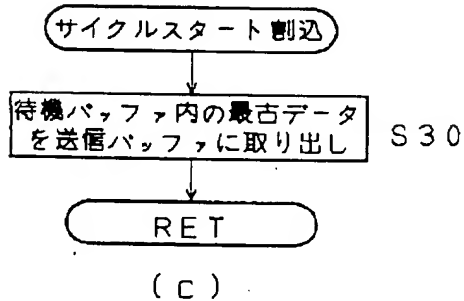 サイクルスタート割込
待機バッファ内の最古データ
を送信バッファに取り出し
S30
RET
(C)